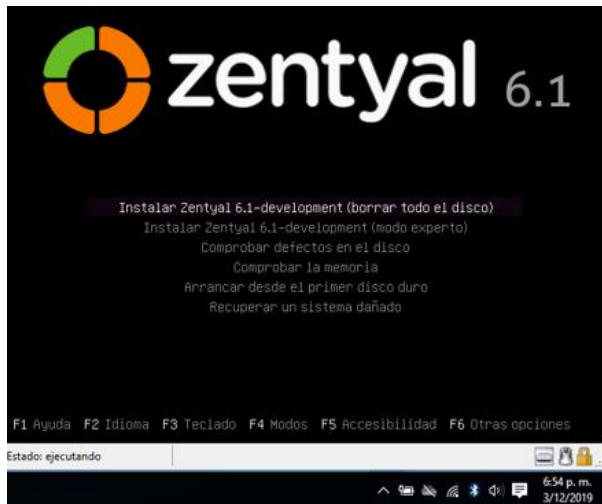 zentyal 6.1
Instalar Zentyal 6.1-development (borrar todo el disco)
Instalar Zentyal 6.1-development (modo experto)
Comprobar defectos en el disco
Comprobar la memoria
Arrancar desde el primer disco duro
Recuperar un sistema dañado
F1 Ayuda F2 Idioma F3 Teclado F4 Modos F5 Accesibilidad F6 Otras opciones
Estado: ejecutando
6:54 p. m.
3/12/2019